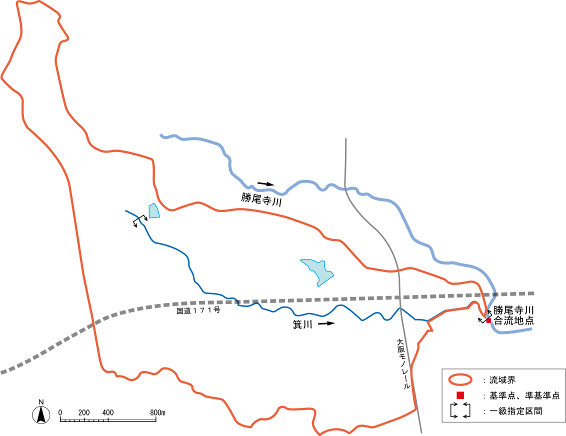 勝尾寺川
国道171号
箕川
大阪モノレール
勝尾寺川
合流地点
N
0 200 400 800m
：流域界
：基準点、準基準点
：一級指定区間